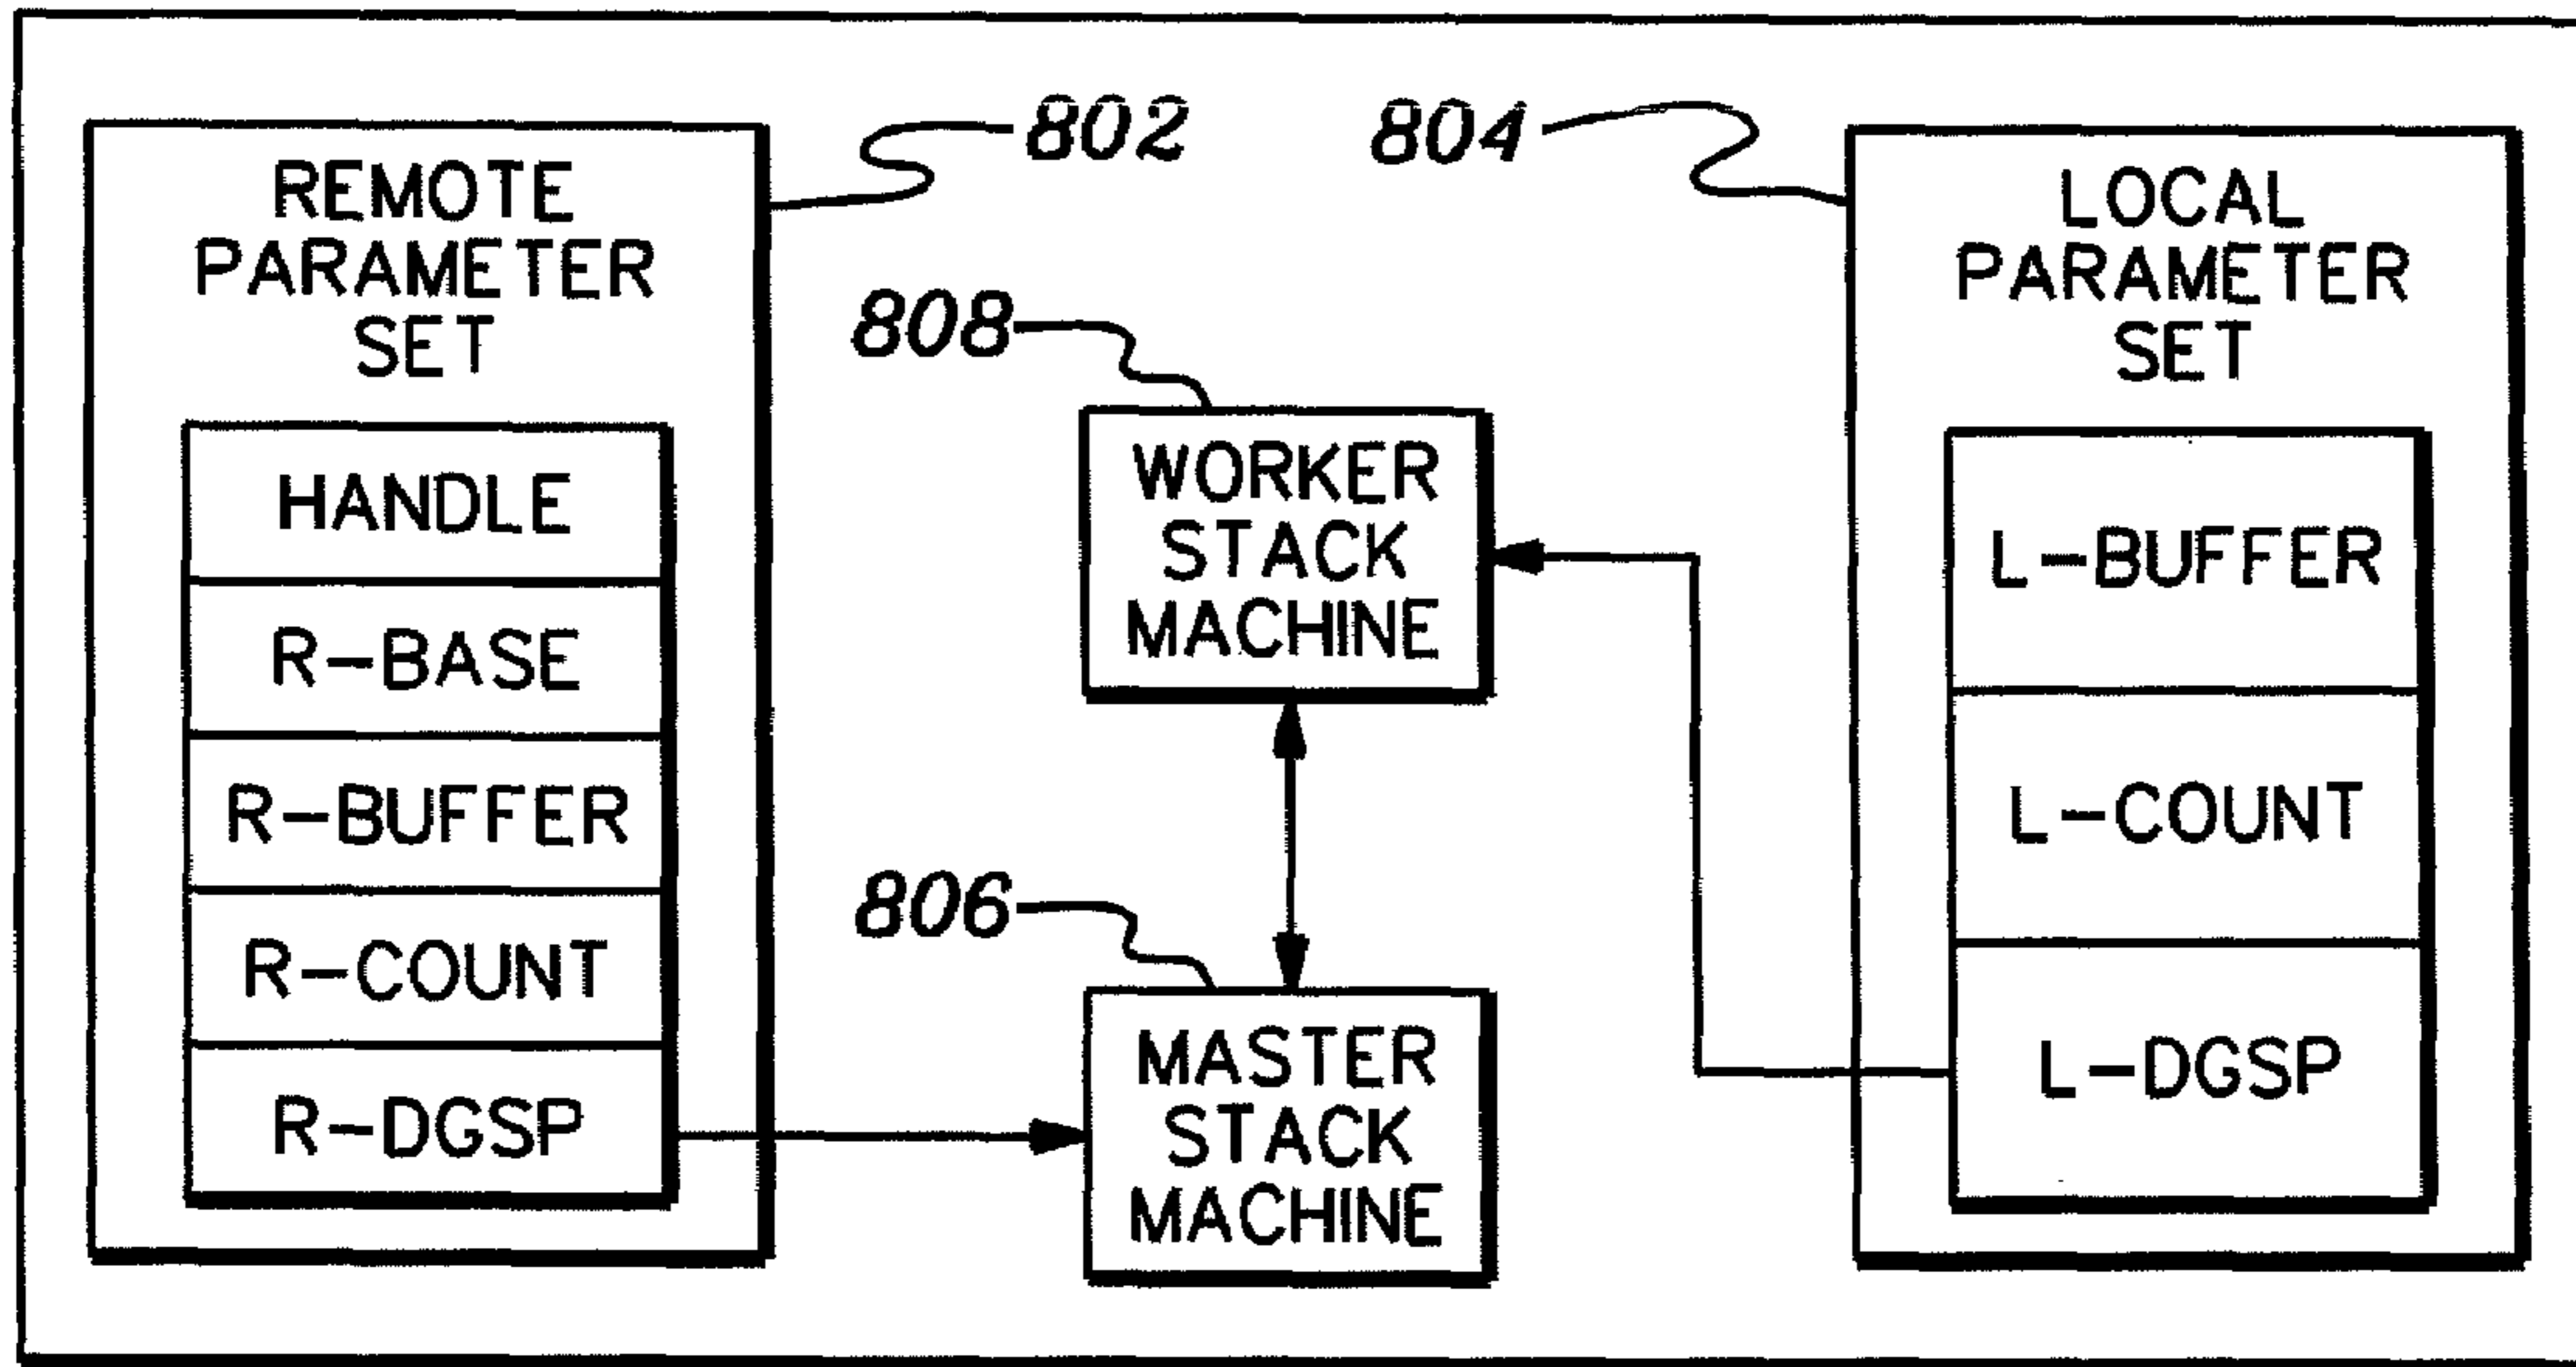 802
REMOTE
PARAMETER
SET
HANDLE
R-BASE
R-BUFFER
R-COUNT
R-DGSP
808
WORKER
STACK
MACHINE
806
MASTER
STACK
MACHINE
804
LOCAL
PARAMETER
SET
L-BUFFER
L-COUNT
L-DGSP